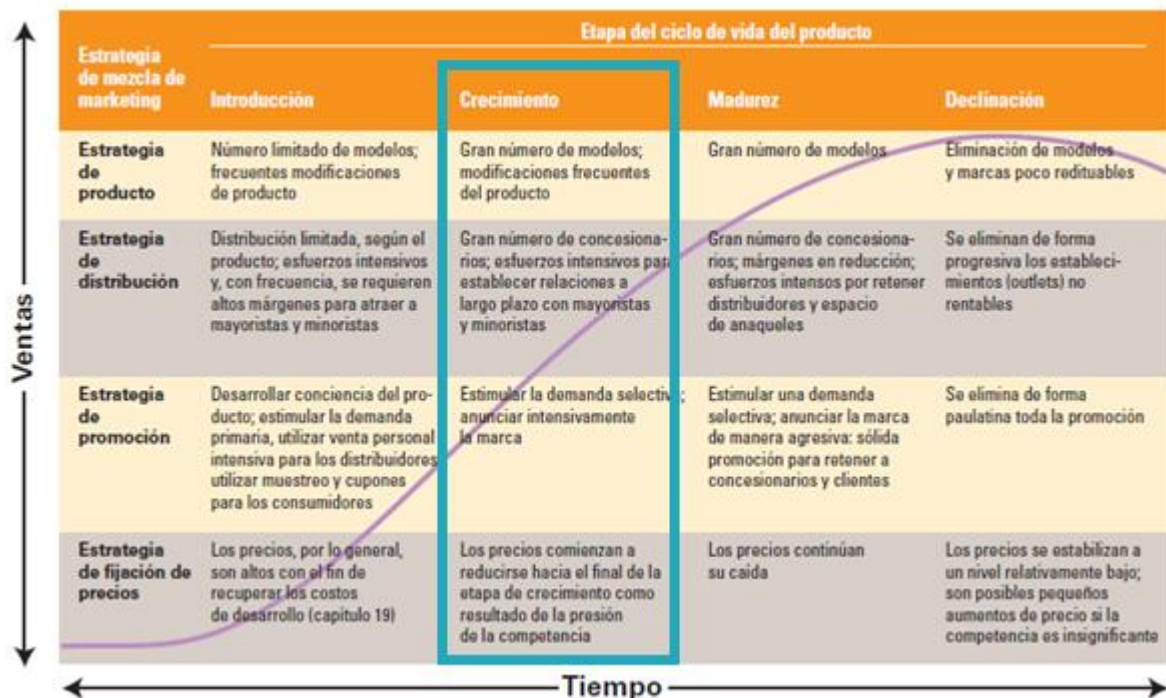 Etapa del ciclo de vida del producto
Estrategia
de mezcla de
marketing
Introducción
Crecimiento
Madurez
Declinación
Estrategia
de
producto
Número limitado de modelos;
frecuentes modificaciones
de producto
Gran número de modelos;
modificaciones frecuentes
del producto
Gran número de modelos
Eliminación de modelos
y marcas poco redituables
Estrategia
de
distribución
Distribución limitada, según el
producto; esfuerzos intensivos
y, con frecuencia, se requieren
altos márgenes para atraer a
mayoristas y minoristas
Gran número de concesiona-
rios; esfuerzos intensivos para
establecer relaciones a
largo plazo con mayoristas
y minoristas
Gran número de concesiona-
rios; márgenes en reducción;
esfuerzos intensos por retener
distribuidores y espacio
de anaqueles
Se eliminan de forma
progresiva los estableci-
mientos (outlets) no
rentables
Estrategia
de
promoción
Desarrollar conciencia del pro-
ducto; estimular la demanda
primaria, utilizar venta personal
intensiva para los distribuidores
utilizar muestreo y cupones
para los consumidores
Estimular la demanda selectiva;
anunciar intensivamente
la marca
Estimular una demanda
selectiva; anunciar la marca
de manera agresiva: sólida
promoción para retener a
concesionarios y clientes
Se elimina de forma
paulatina toda la promoción
Estrategia
de fijación de
precios
Los precios, por lo general,
son altos con el fin de
recuperar los costos
de desarrollo (capítulo 19)
Los precios comienzan a
reducirse hacia el final de la
etapa de crecimiento como
resultado de la presión
de la competencia
Los precios continúan
su caída
Los precios se estabilizan a
un nivel relativamente bajo;
son posibles pequeños
aumentos de precio si la
competencia es insignificante
Ventas
Tiempo